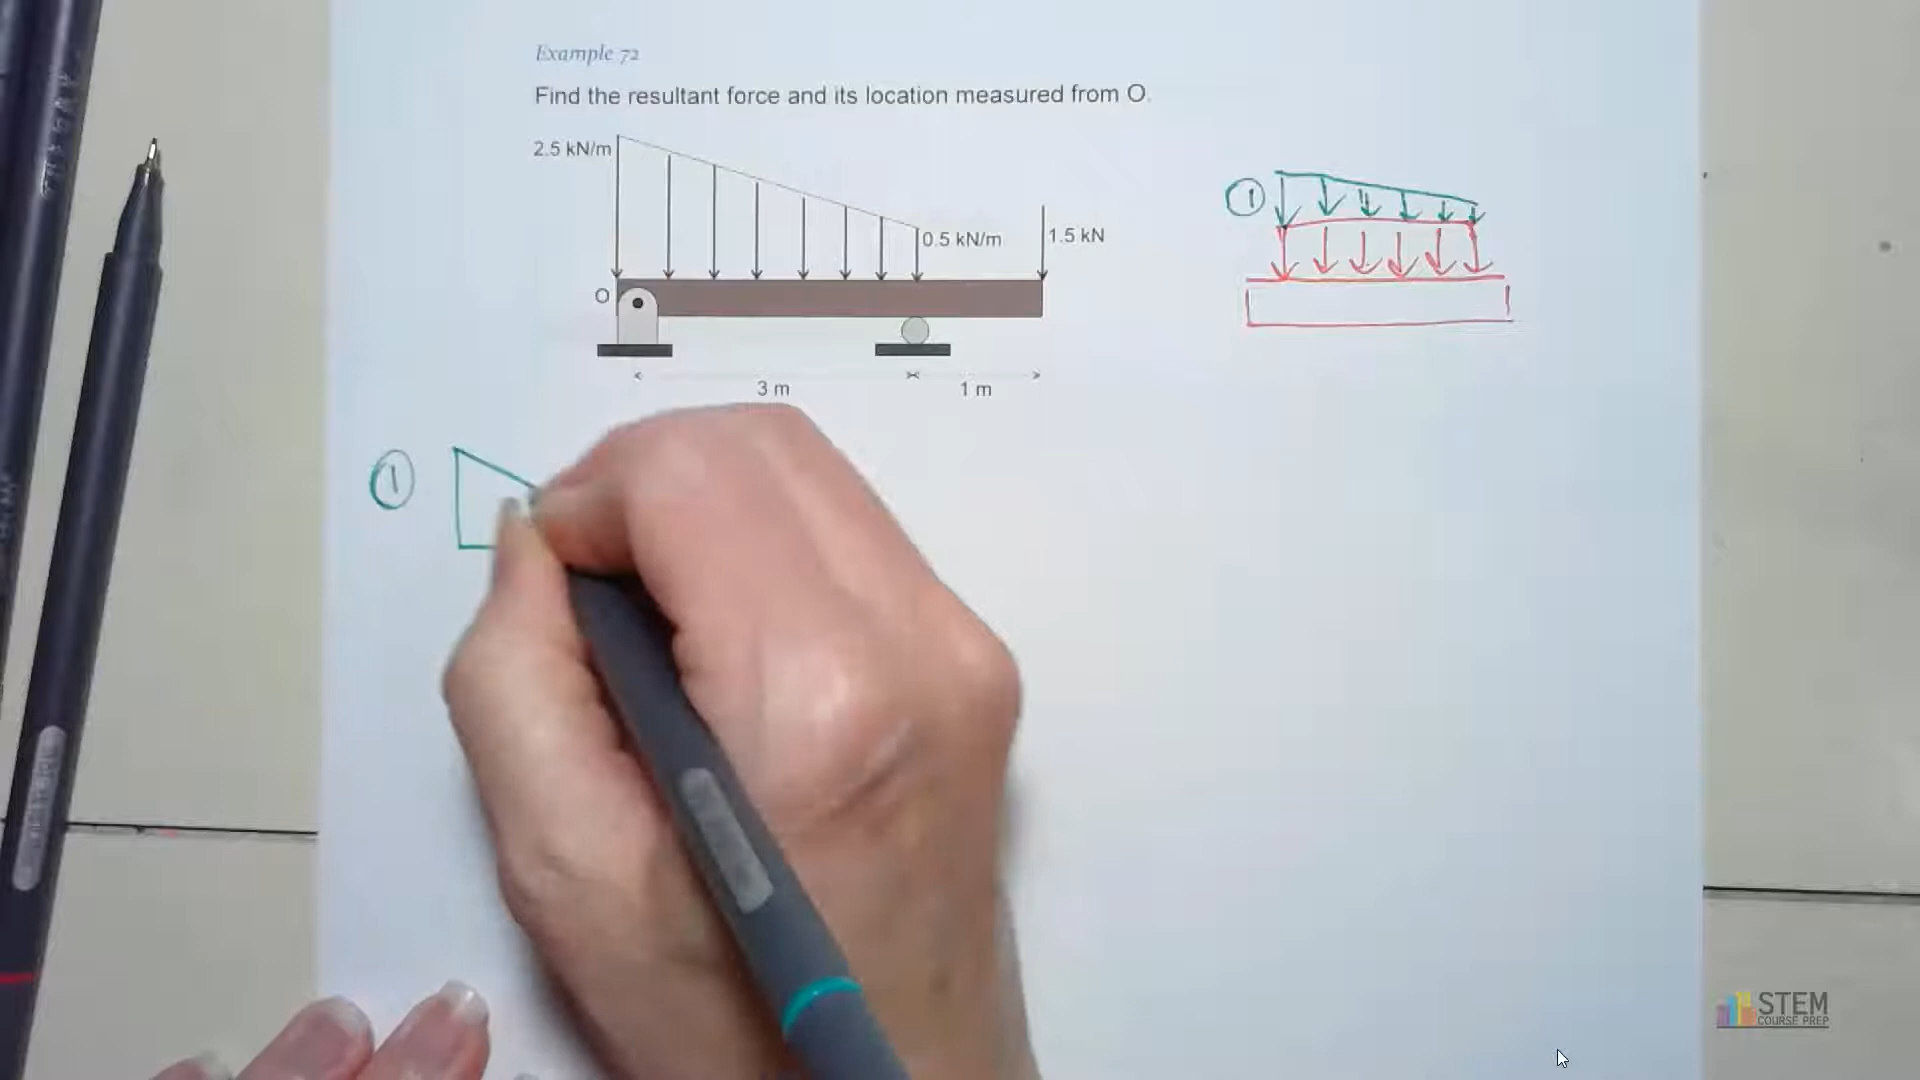 Example 72
Find the resultant force and its location measured from O.
2.5 kN/m
0.5 kN/m
1.5 kN
O
3 m
1 m
1
1
STEM
COURSE PREP